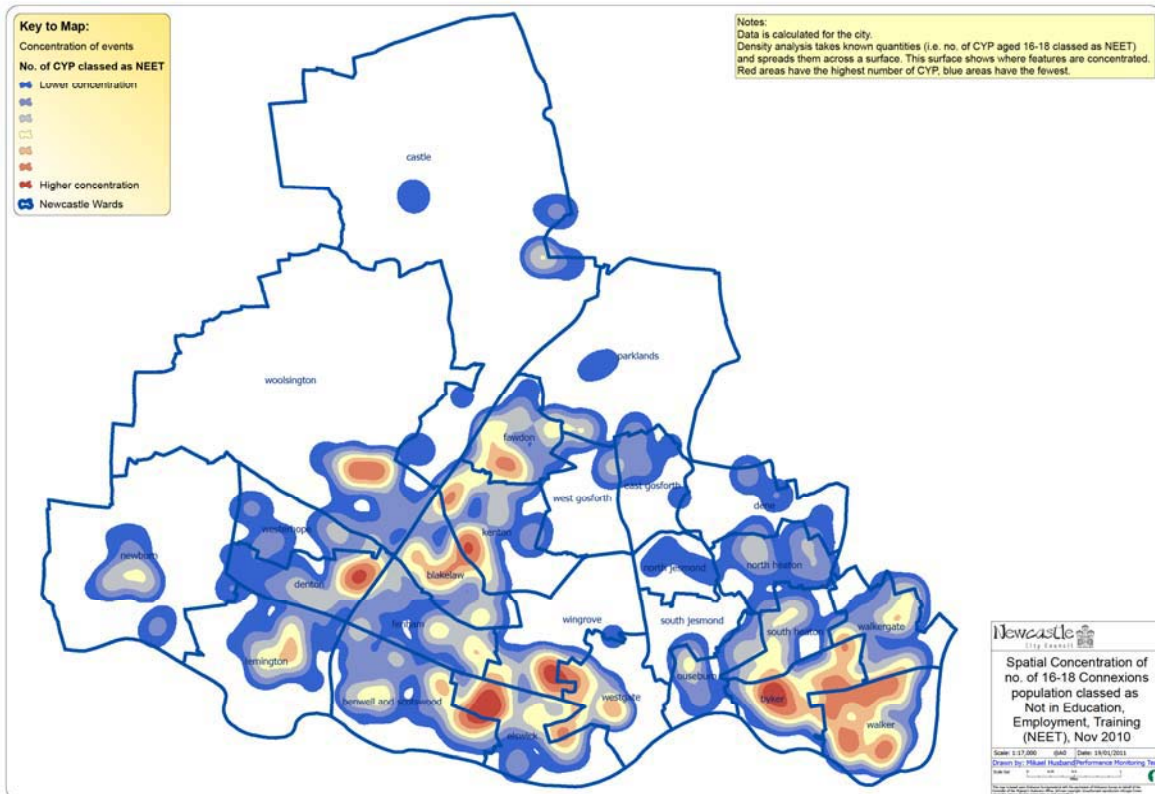 Key to Map:
Concentration of events
No. of CYP classed as NEET
Lower concentration
Higher concentration
Newcastle Wards
Notes:
Data is calculated for the city.
Density analysis takes known quantities (i.e. no. of CYP aged 16-18 classed as NEET)
and spreads them across a surface. This surface shows where features are concentrated.
Red areas have the highest number of CYP, blue areas have the fewest.
castle
parklands
woolsington
fawdon
west gosforth
east gosforth
dene
westerhope
kenton
newburn
denton
blakelaw
north jesmond
north heaton
fenham
wingrove
south jesmond
south heaton
walkergate
lemington
benwell and scotswood
westgate
ouseburn
byker
walker
elswick
Newcastle
City Council
Spatial Concentration of
no. of 16-18 Connexions
population classed as
Not in Education,
Employment, Training
(NEET), Nov 2010
Scale: 1:17,000 @A0 Date: 19/01/2011
Drawn by: Mikael Husband Performance Monitoring Te
Scale bar